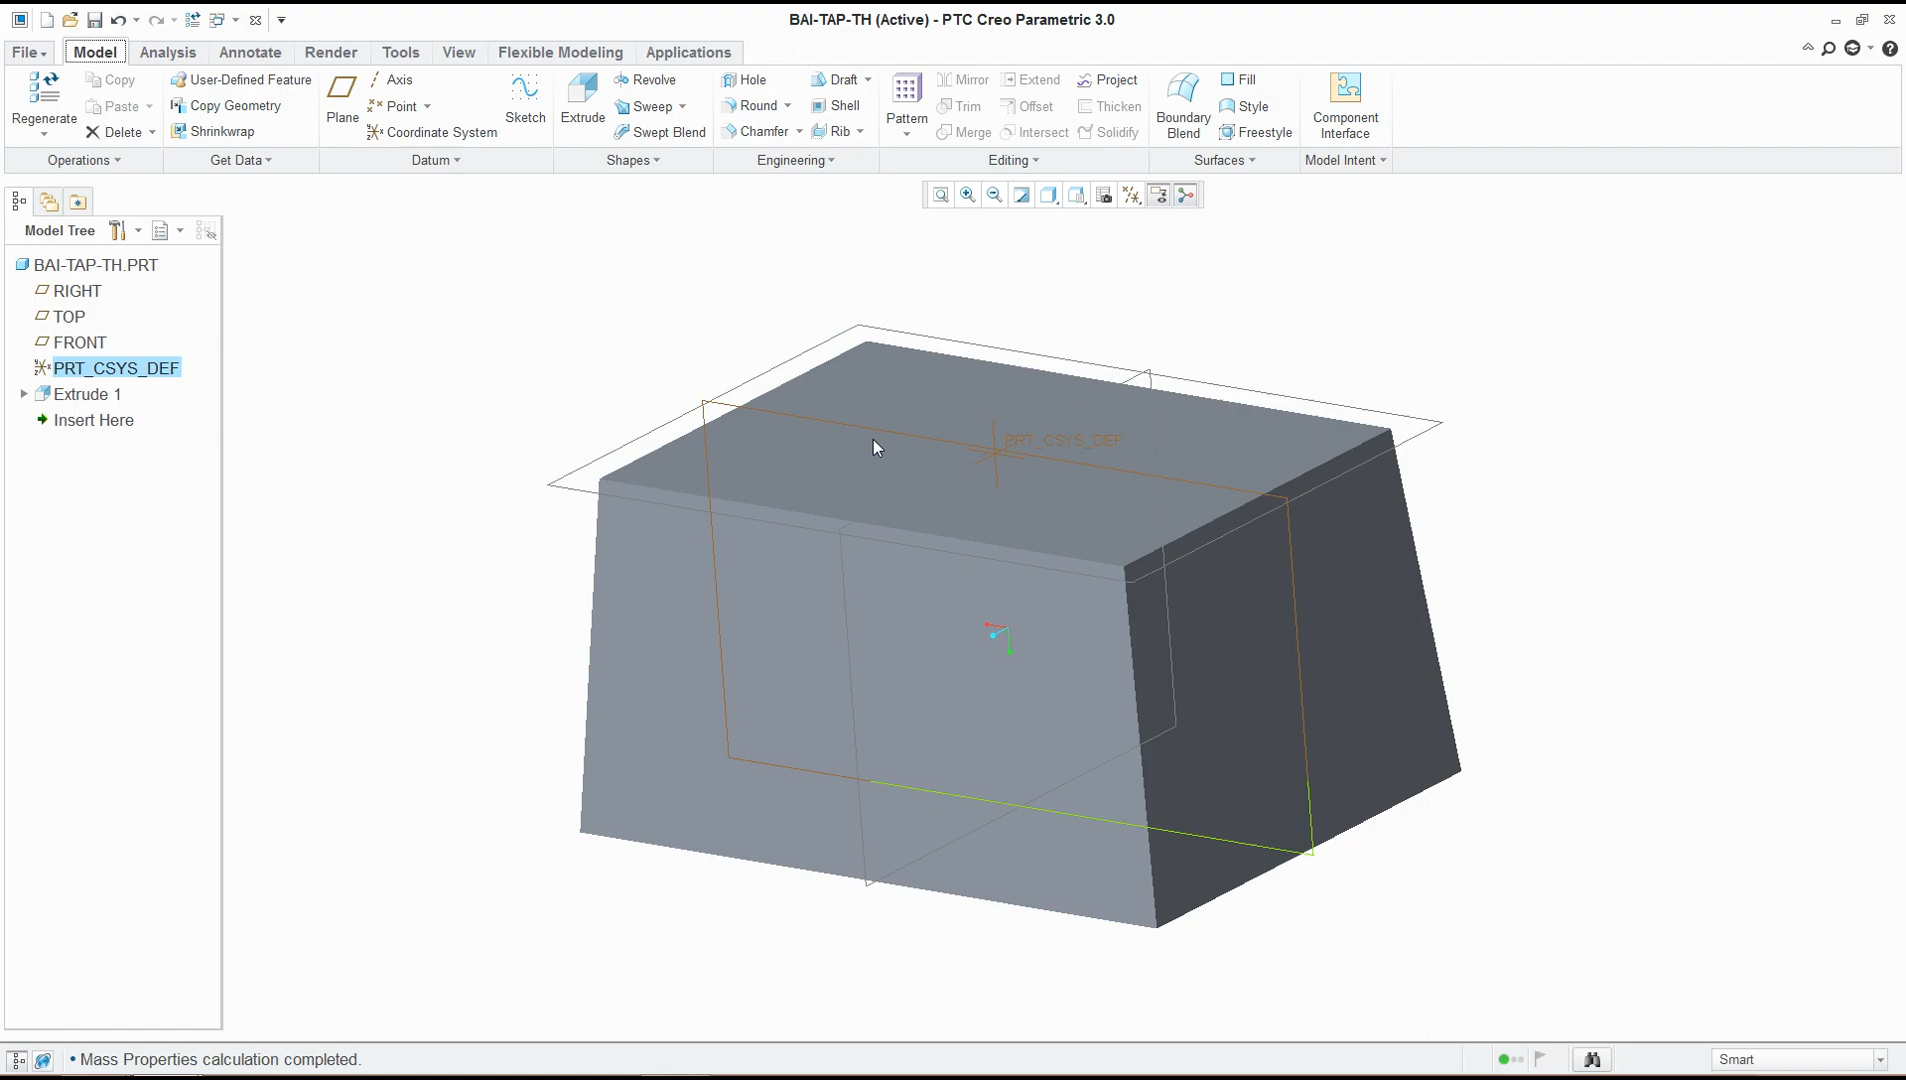 BAI-TAP-TH (Active) - PTC Creo Parametric 3.0
File Model Analysis Annotate Render Tools View Flexible Modeling Applications
Regenerate
Copy
Paste
Delete
User-Defined Feature
Copy Geometry
Shrinkwrap
Plane
Axis
Point
Coordinate System
Sketch
Extrude
Revolve
Sweep
Swept Blend
Hole
Round
Chamfer
Draft
Shell
Rib
Pattern
Mirror
Trim
Merge
Extend
Offset
Intersect
Project
Thicken
Solidify
Boundary
Blend
Fill
Style
Freestyle
Component
Interface
Operations Get Data Datum Shapes Engineering Editing Surfaces Model Intent
Model Tree
BAI-TAP-TH.PRT
RIGHT
TOP
FRONT
PRT_CSYS_DEF
Extrude 1
Insert Here
PRT_CSYS_DEF
• Mass Properties calculation completed.
Smart